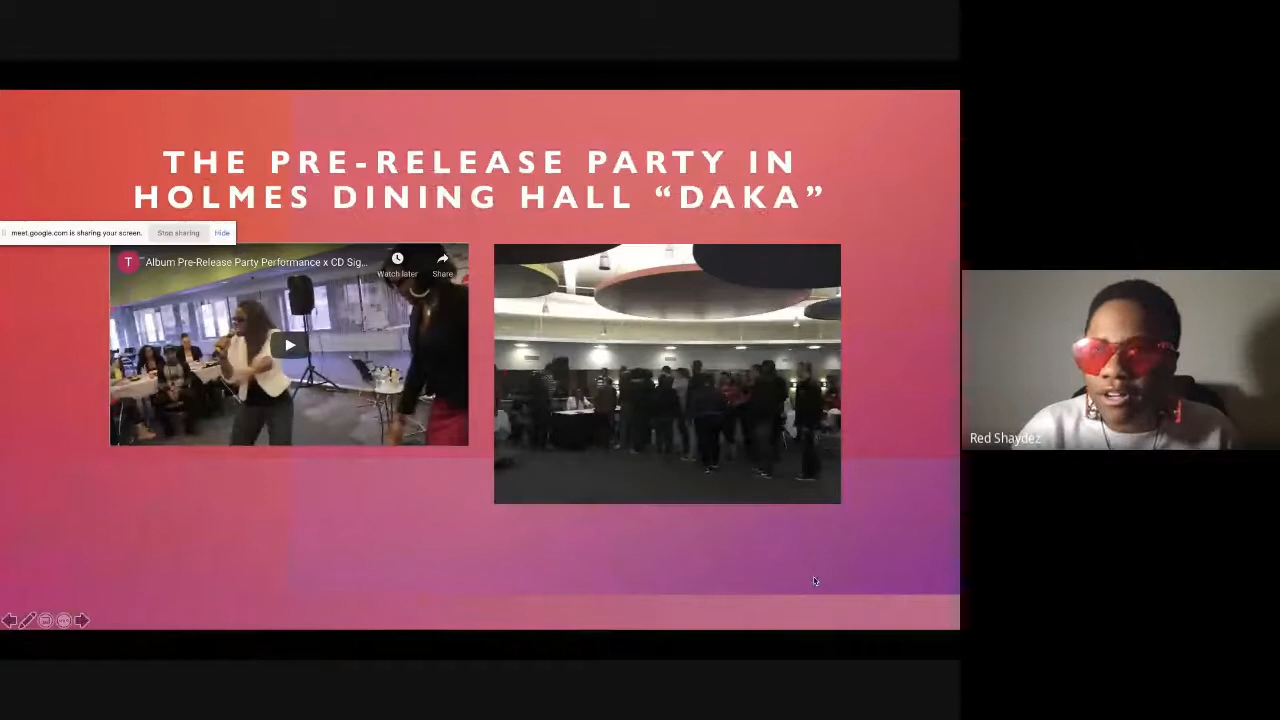 THE PRE-RELEASE PARTY IN
HOLMES DINING HALL “DAKA”
meet.google.com is sharing your screen. Stop sharing Hide
T Album Pre-Release Party Performance x CD Sig...
Watch later Share
Red Shaydez